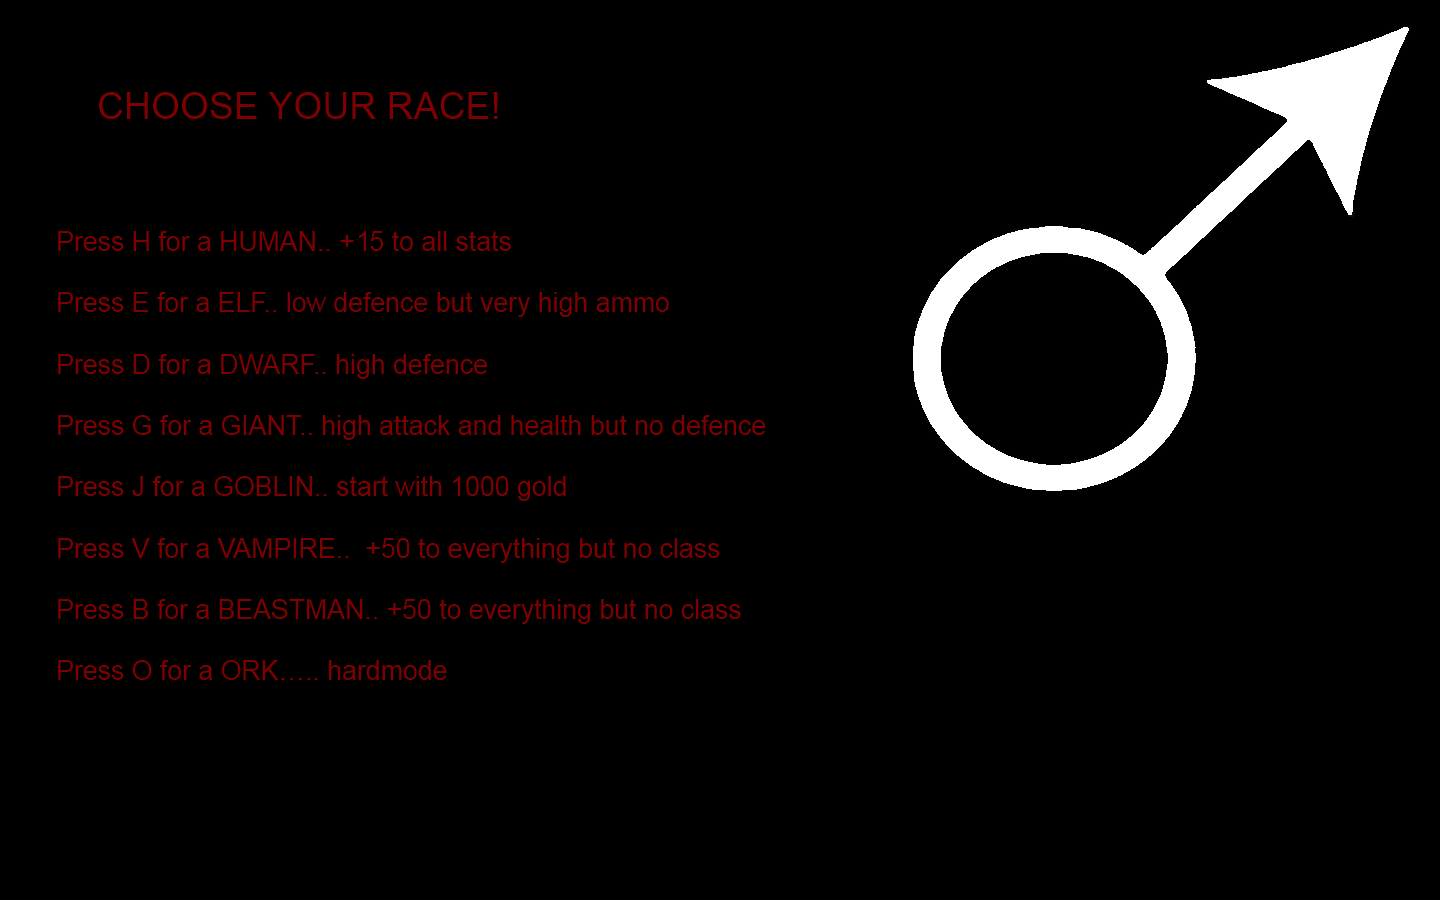 CHOOSE YOUR RACE!
Press H for a HUMAN.. +15 to all stats
Press E for a ELF.. low defence but very high ammo
Press D for a DWARF.. high defence
Press G for a GIANT.. high attack and health but no defence
Press J for a GOBLIN.. start with 1000 gold
Press V for a VAMPIRE..  +50 to everything but no class
Press B for a BEASTMAN.. +50 to everything but no class
Press O for a ORK..... hardmode